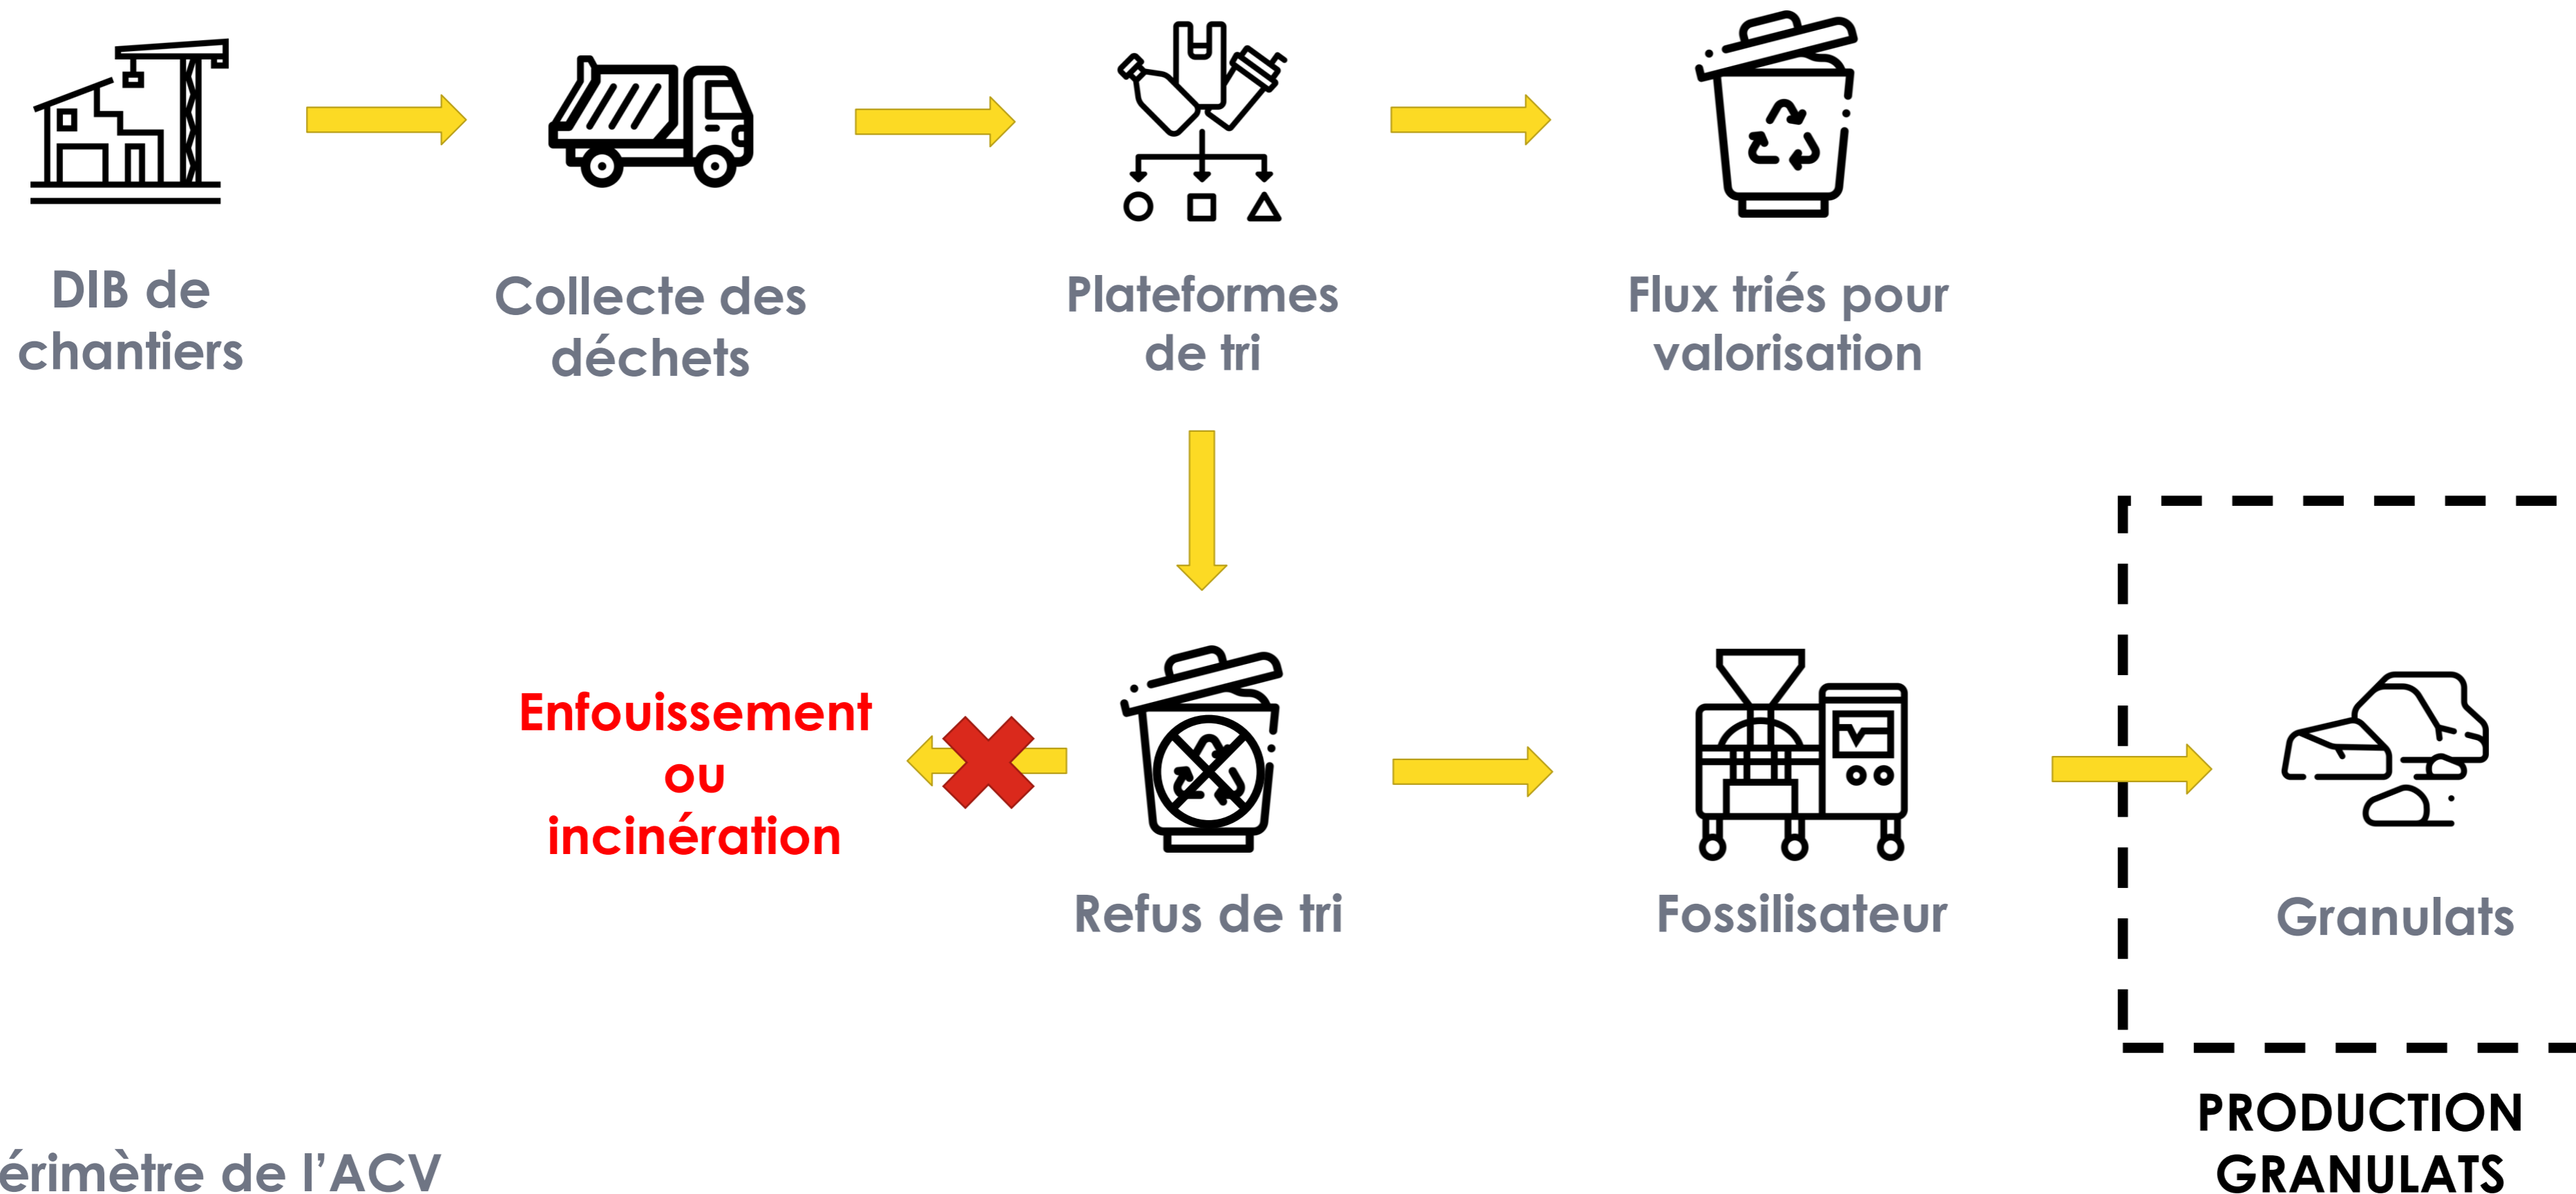 DIB de
chantiers
Collecte des
déchets
Plateformes
de tri
Flux triés pour
valorisation
Enfouissement
ou
incinération
Refus de tri
Fossilisateur
Granulats
PRODUCTION
GRANULATS
érimètre de l’ACV